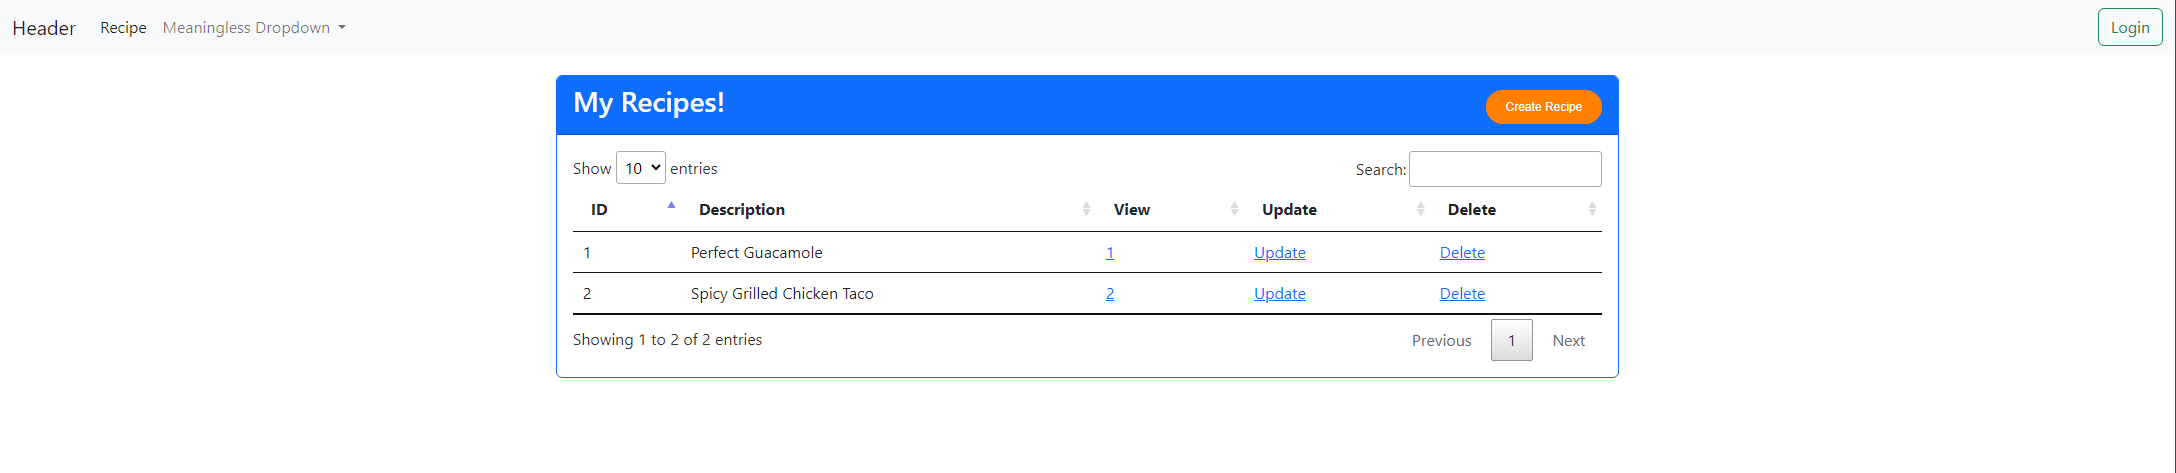 Header Recipe Meaningless Dropdown Login
My Recipes! Create Recipe
Show 10 entries Search:
ID Description View Update Delete
1 Perfect Guacamole 1 Update Delete
2 Spicy Grilled Chicken Taco 2 Update Delete
Showing 1 to 2 of 2 entries Previous 1 Next